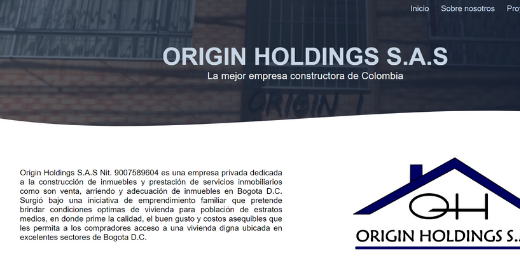 Inicio Sobre nosotros
ORIGIN HOLDINGS S.A.S
La mejor empresa constructora de Colombia
ORIGIN I
Origin Holdings S.A.S Nit. 9007589604 es una empresa privada dedicada
a la construcción de inmuebles y prestación de servicios inmobiliarios
como son venta, arriendo y adecuación de inmuebles en Bogota D.C.
Surgió bajo una iniciativa de emprendimiento familiar que pretende
brindar condiciones optimas de vivienda para población de estratos
medios, en donde prime la calidad, el buen gusto y costos asequibles que
les permita a los compradores acceso a una vivienda digna ubicada en
excelentes sectores de Bogota D.C.
OH
ORIGIN HOLDINGS S.